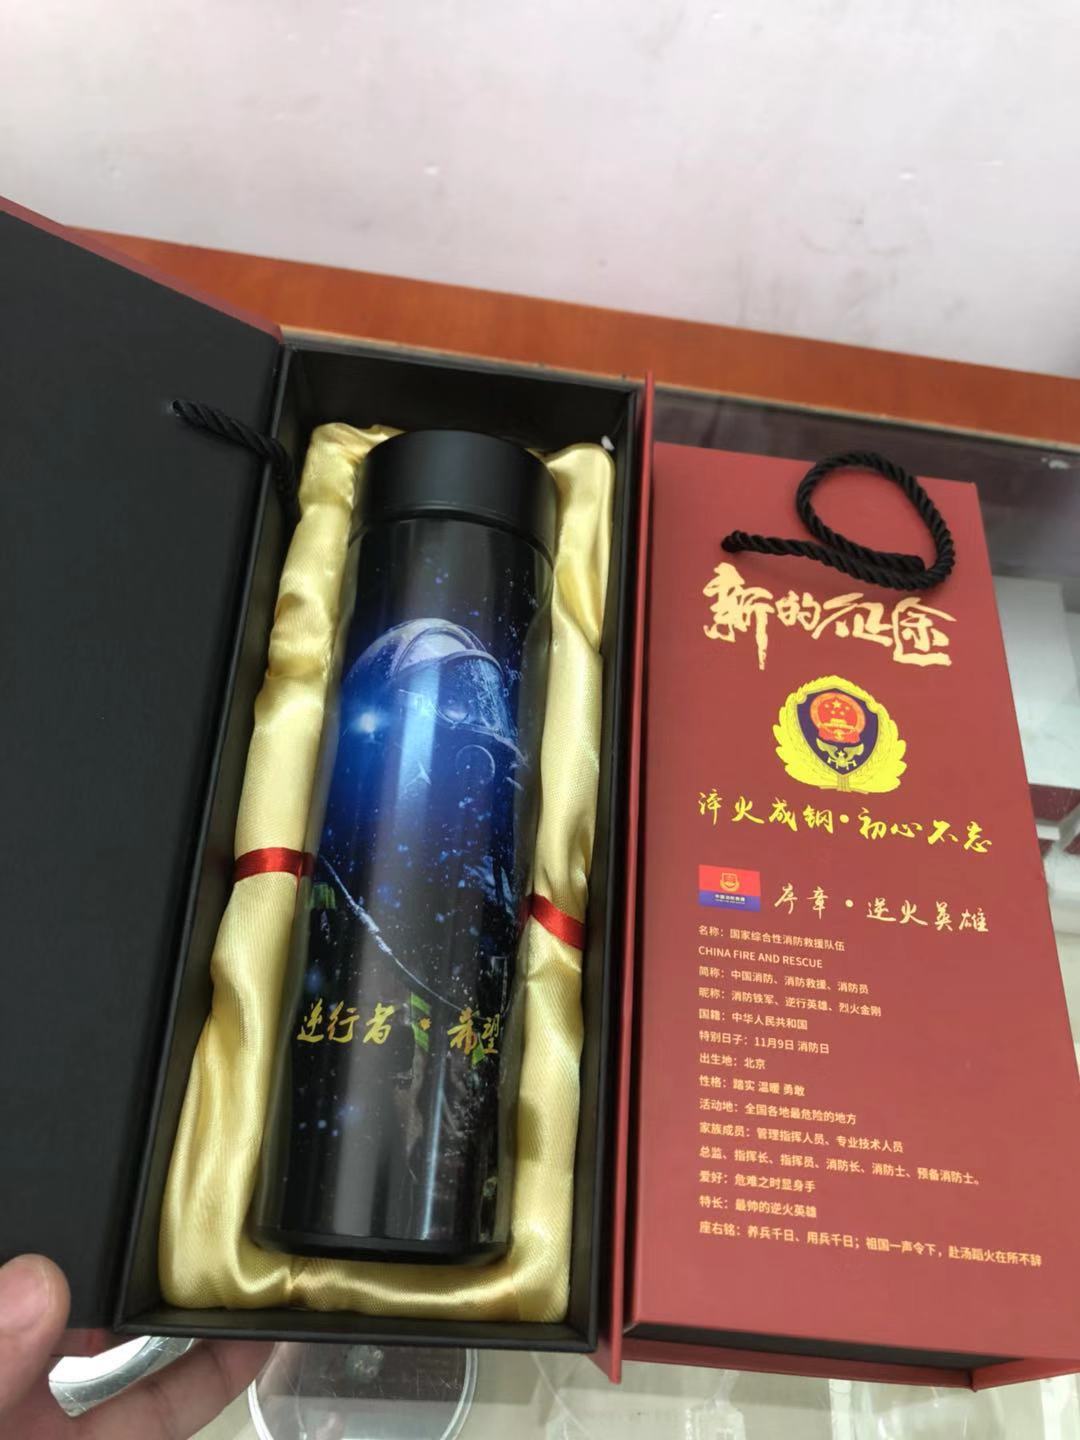 逆行者·希望
新的征途
淬火成钢·初心不忘
中国消防救援
序章·逆火英雄
名称：国家综合性消防救援队伍
CHINA FIRE AND RESCUE
简称：中国消防、消防救援、消防员
昵称：消防铁军、逆行英雄、烈火金刚
国籍：中华人民共和国
特别日子：11月9日 消防日
出生地：北京
性格：踏实 温暖 勇敢
活动地：全国各地最危险的地方
家族成员：管理指挥人员、专业技术人员
总监、指挥长、指挥员、消防长、消防士、预备消防士。
爱好：危难之时显身手
特长：最帅的逆火英雄
座右铭：养兵千日、用兵千日；祖国一声令下，赴汤蹈火在所不辞